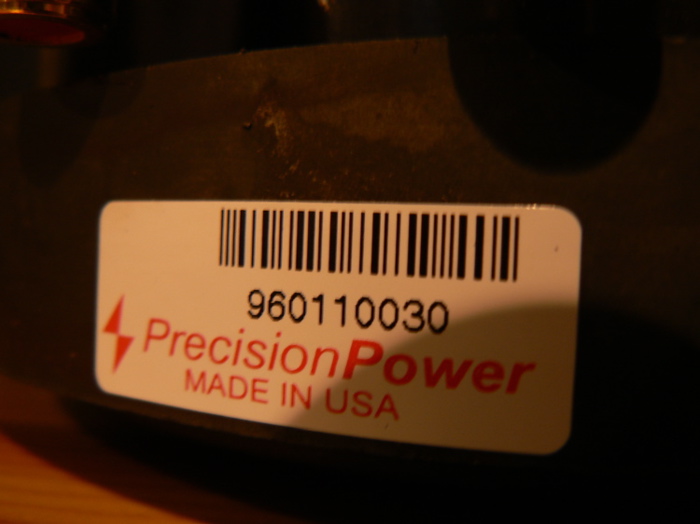 960110030
PrecisionPower
MADE IN USA